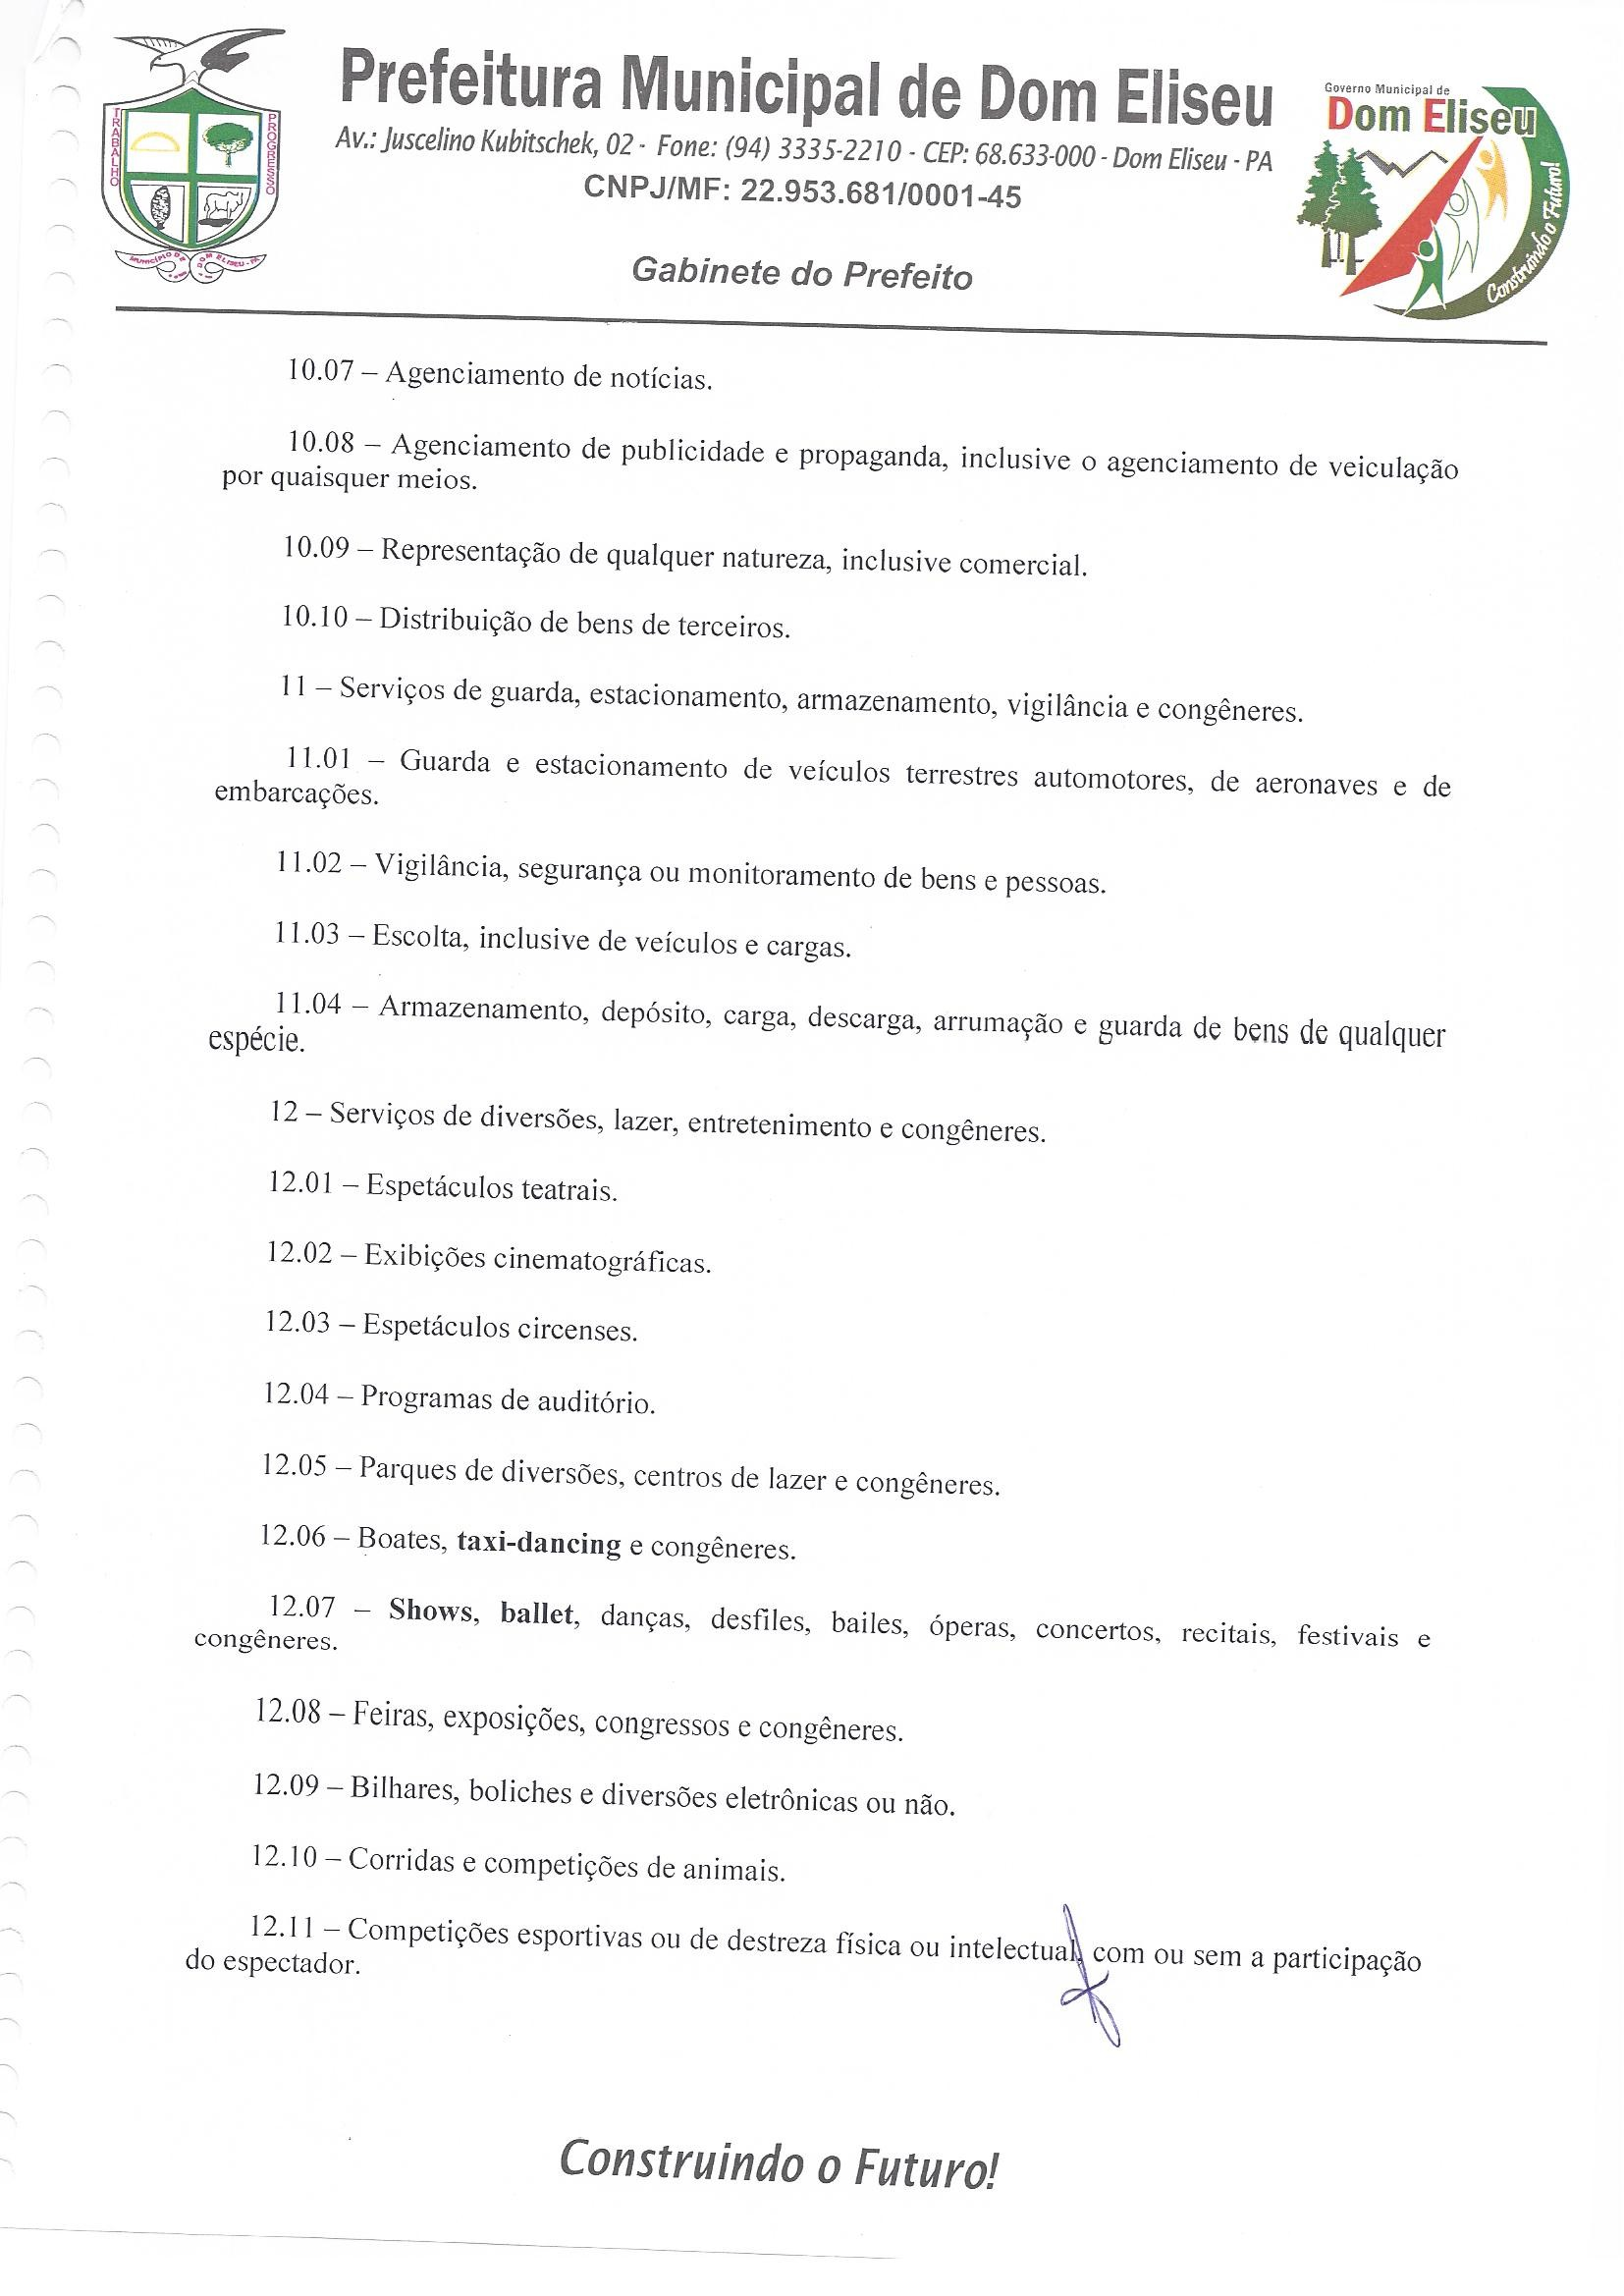 Prefeitura Municipal de Dom Eliseu
Av.: Juscelino Kubitschek, 02 - Fone: (94) 3335-2210 - CEP: 68.633-000 - Dom Eliseu - PA
CNPJ/MF: 22.953.681/0001-45
Gabinete do Prefeito
TRABALHO
PROGRESSO
MUNICÍPIO DE DOM ELISEU - PA
Governo Municipal de
Dom Eliseu
Construindo o Futuro!
10.07 – Agenciamento de notícias.
10.08 – Agenciamento de publicidade e propaganda, inclusive o agenciamento de veiculação
por quaisquer meios.
10.09 – Representação de qualquer natureza, inclusive comercial.
10.10 – Distribuição de bens de terceiros.
11 – Serviços de guarda, estacionamento, armazenamento, vigilância e congêneres.
11.01 – Guarda e estacionamento de veículos terrestres automotores, de aeronaves e de
embarcações.
11.02 – Vigilância, segurança ou monitoramento de bens e pessoas.
11.03 – Escolta, inclusive de veículos e cargas.
11.04 – Armazenamento, depósito, carga, descarga, arrumação e guarda de bens de qualquer
espécie.
12 – Serviços de diversões, lazer, entretenimento e congêneres.
12.01 – Espetáculos teatrais.
12.02 – Exibições cinematográficas.
12.03 – Espetáculos circenses.
12.04 – Programas de auditório.
12.05 – Parques de diversões, centros de lazer e congêneres.
12.06 – Boates, taxi-dancing e congêneres.
12.07 – Shows, ballet, danças, desfiles, bailes, óperas, concertos, recitais, festivais e
congêneres.
12.08 – Feiras, exposições, congressos e congêneres.
12.09 – Bilhares, boliches e diversões eletrônicas ou não.
12.10 – Corridas e competições de animais.
12.11 – Competições esportivas ou de destreza física ou intelectual, com ou sem a participação
do espectador.
Construindo o Futuro!